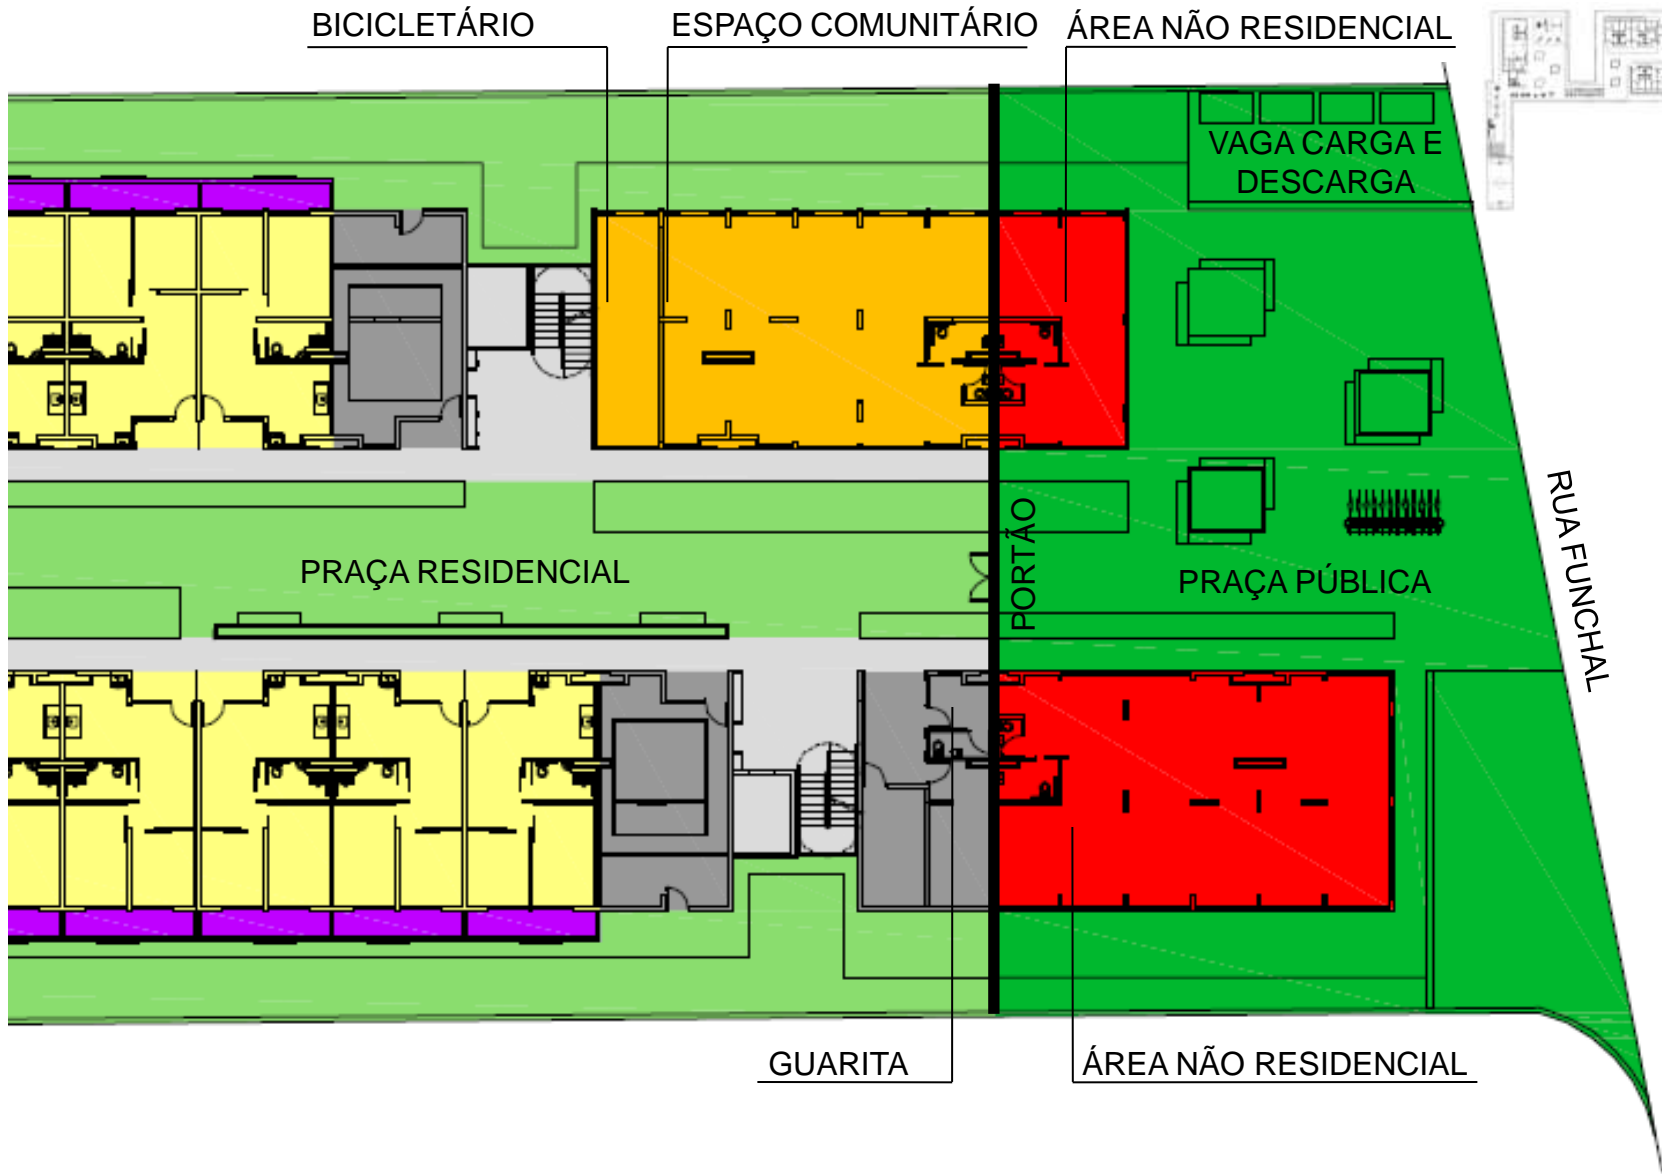 BICICLETÁRIO
ESPAÇO COMUNITÁRIO
ÁREA NÃO RESIDENCIAL
VAGA CARGA E
DESCARGA
RUA FUNCHAL
PORTÃO
PRAÇA RESIDENCIAL
PRAÇA PÚBLICA
GUARITA
ÁREA NÃO RESIDENCIAL